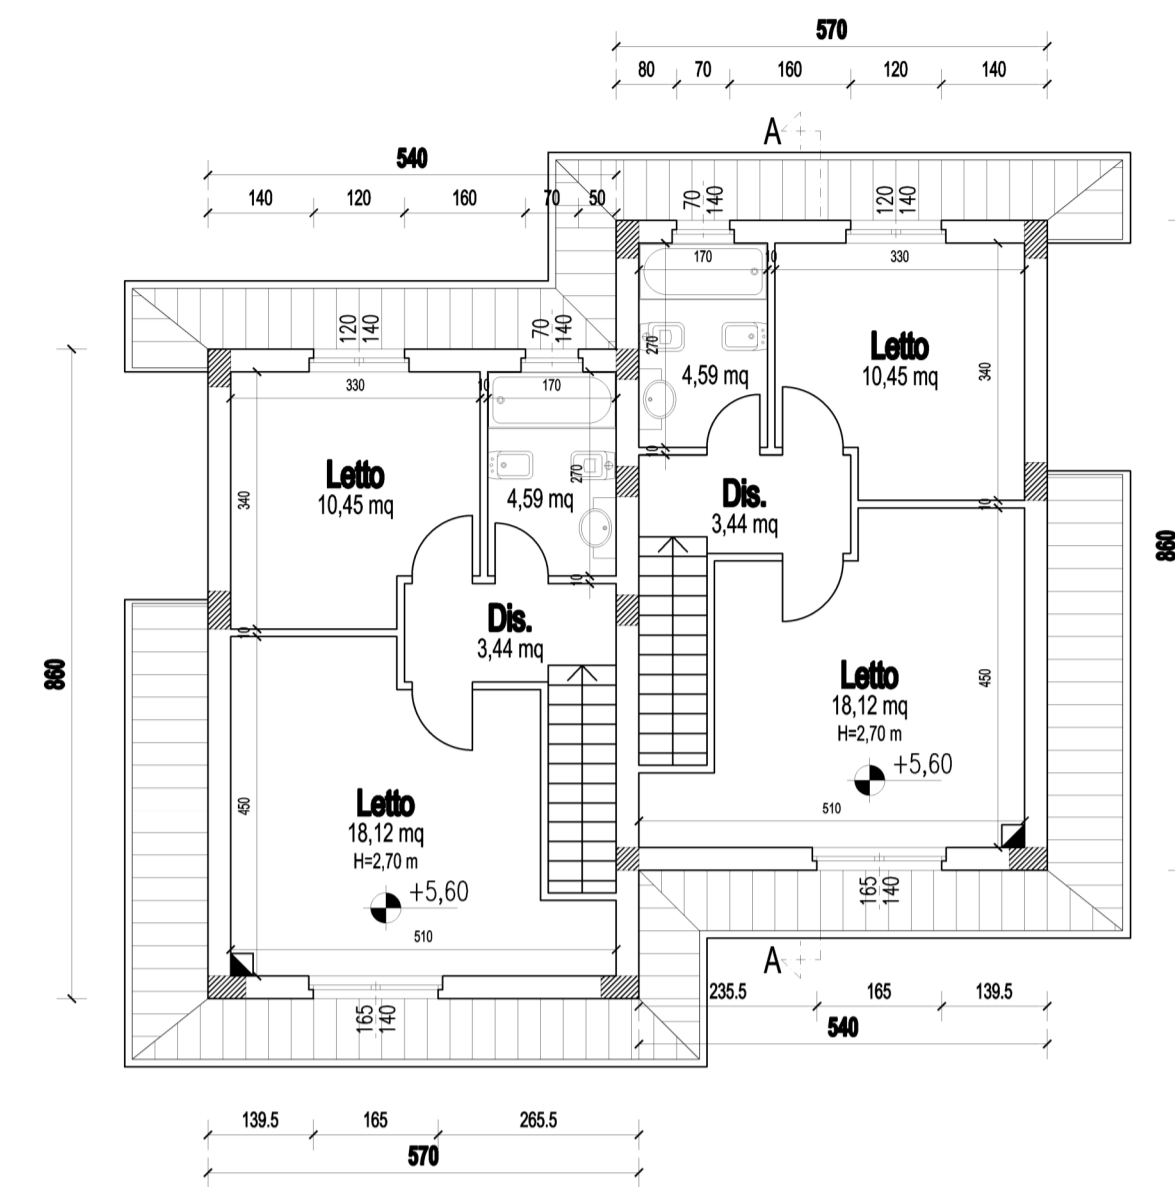 570
80 70 160 120 140
A
540
140 120 160 70 50
70 140
120 140
170 10 330
120 140
70 140
270
4,59 mq
Letto
10,45 mq
340
330 10 170
Letto
10,45 mq
340
4,59 mq
270
10
Dis.
3,44 mq
10
860
10
Dis.
3,44 mq
10
860
Letto
18,12 mq
H=2,70 m
+5,60
450
510
Letto
18,12 mq
H=2,70 m
+5,60
450
510
165 140
A
235.5 165 139.5
540
165 140
139.5 165 265.5
570